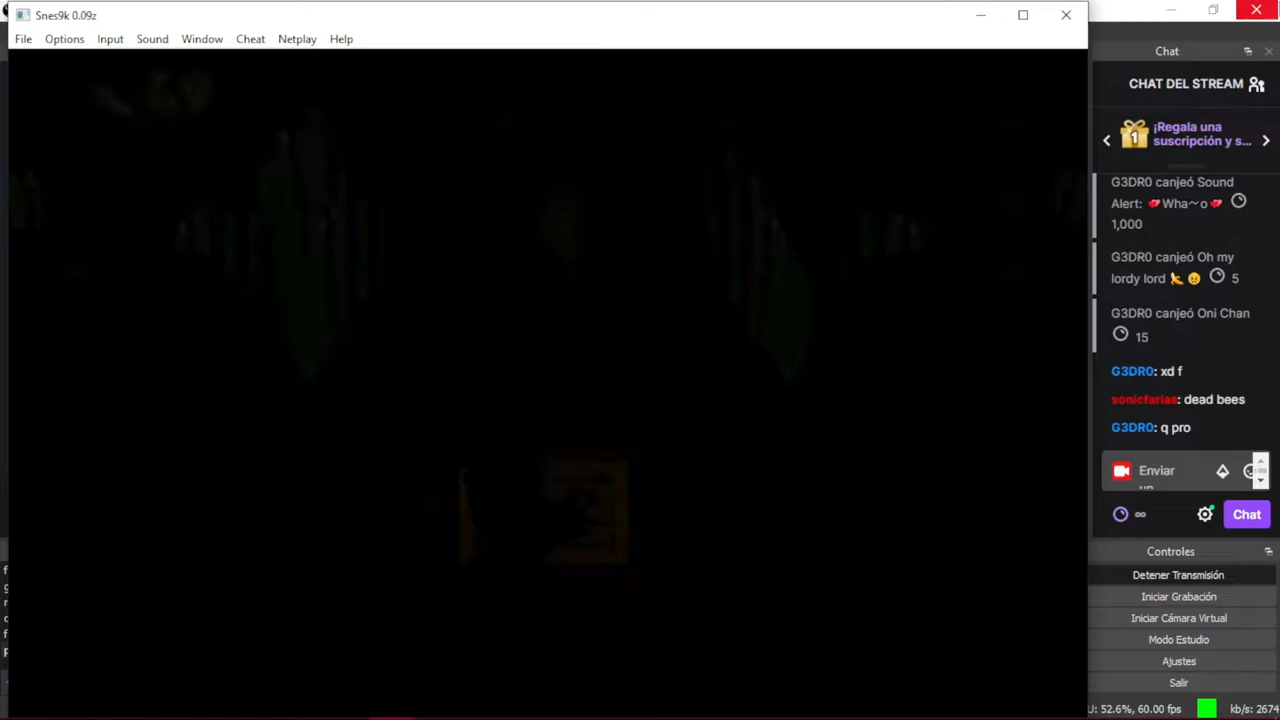 Snes9k 0.09z
File Options Input Sound Window Cheat Netplay Help
69
Chat
CHAT DEL STREAM
1
¡Regala una
suscripción y s...
G3DR0 canjeó Sound
Alert: 💋Wha～o💋
1,000
G3DR0 canjeó Oh my
lordy lord 🍌😣 5
G3DR0 canjeó Oni Chan
15
G3DR0: xd f
sonicfarias: dead bees
G3DR0: q pro
Enviar
un
∞
Chat
Controles
Detener Transmisión
Iniciar Grabación
Iniciar Cámara Virtual
Modo Estudio
Ajustes
Salir
U: 52.6%, 60.00 fps
kb/s: 2674